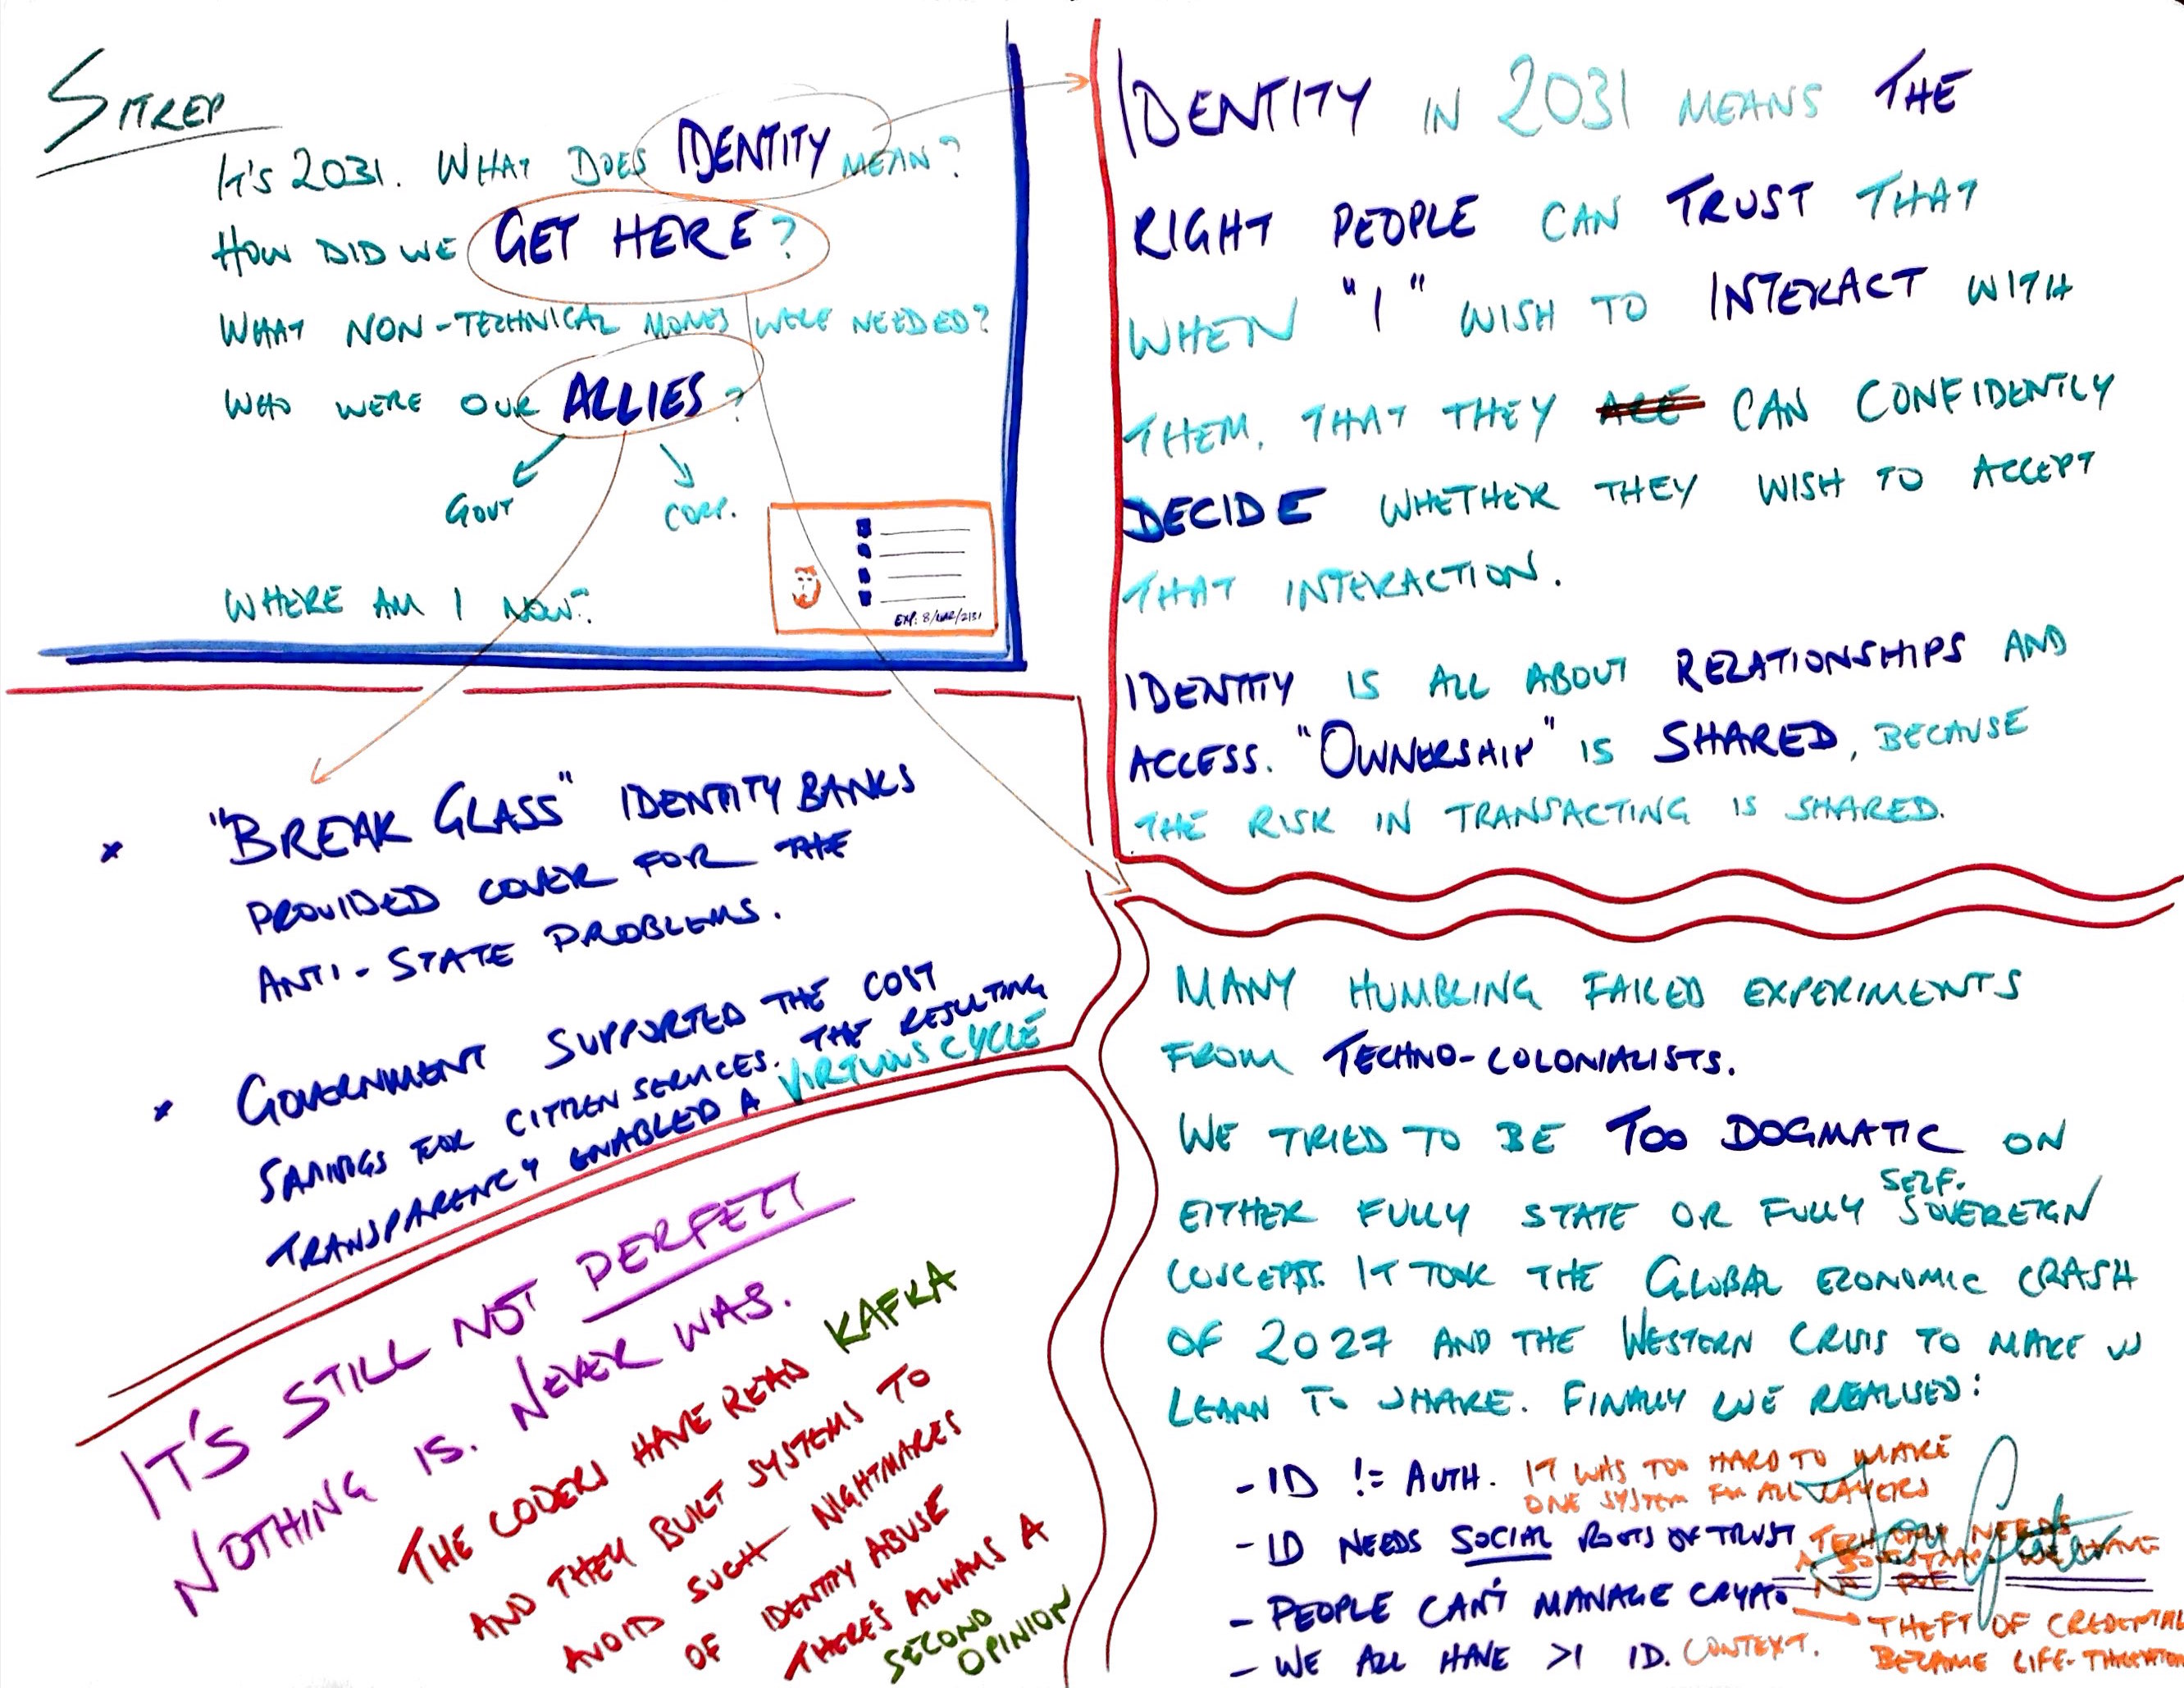 SITREP
IT'S 2031. WHAT DOES IDENTITY MEAN?
HOW DID WE GET HERE?
WHAT NON-TECHNICAL MOVES WERE NEEDED?
WHO WERE OUR ALLIES?
GOVT
CORP.
WHERE AM I NOW?
EXP: 8/MAR/2131
IDENTITY IN 2031 MEANS THE
RIGHT PEOPLE CAN TRUST THAT
WHEN "I" WISH TO INTERACT WITH
THEM, THAT THEY ARE CAN CONFIDENTLY
DECIDE WHETHER THEY WISH TO ACCEPT
THAT INTERACTION.
IDENTITY IS ALL ABOUT RELATIONSHIPS AND
ACCESS. "OWNERSHIP" IS SHARED, BECAUSE
THE RISK IN TRANSACTING IS SHARED.
* "BREAK GLASS" IDENTITY BANKS
PROVIDED COVER FOR THE
ANTI-STATE PROBLEMS.
* GOVERNMENT SUPPORTED THE COST
SAVINGS FOR CITIZEN SERVICES. THE RESULTING
TRANSPARENCY ENABLED A VIRTUOUS CYCLE
MANY HUMBLING FAILED EXPERIMENTS
FROM TECHNO-COLONIALISTS.
WE TRIED TO BE TOO DOGMATIC ON
EITHER FULLY STATE OR FULLY SELF-SOVEREIGN
CONCEPTS. IT TOOK THE GLOBAL ECONOMIC CRASH
OF 2027 AND THE WESTERN CRISIS TO MAKE US
LEARN TO SHARE. FINALLY WE REALISED:
- ID != AUTH. IT WAS TOO HARD TO MAKE
ONE SYSTEM FOR ALL LAYERS
- ID NEEDS SOCIAL ROOTS OF TRUST TECH NEEDS
- PEOPLE CAN'T MANAGE CRYPTO
THEFT OF CREDENTIAL
BECAME LIFE-THREATENING
- WE ALL HAVE >1 ID. CONTEXT.
IT'S STILL NOT PERFECT
NOTHING IS. NEVER WAS.
THE CODERS HAVE READ KAFKA
AND THEY BUILT SYSTEMS TO
AVOID SUCH NIGHTMARES
OF IDENTITY ABUSE
THERE'S ALWAYS A
SECOND
OPINION